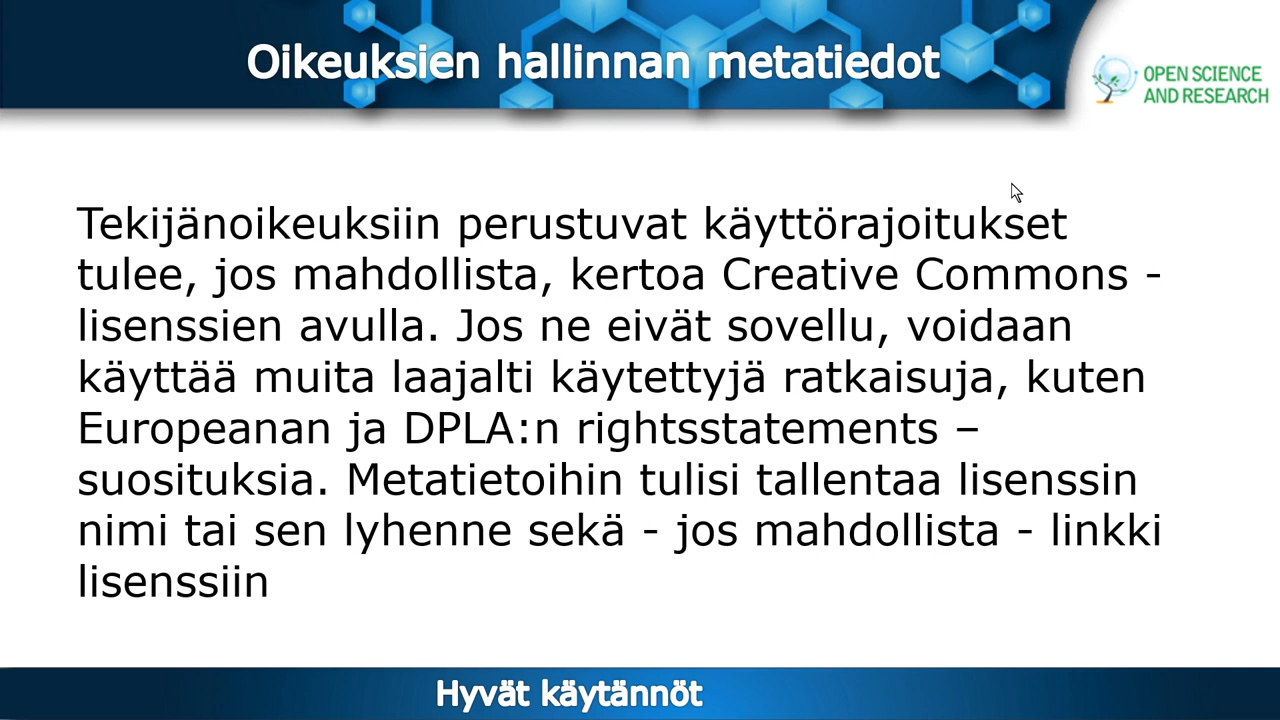 Oikeuksien hallinnan metatiedot
OPEN SCIENCE
AND RESEARCH
Tekijänoikeuksiin perustuvat käyttörajoitukset
tulee, jos mahdollista, kertoa Creative Commons -
lisenssien avulla. Jos ne eivät sovellu, voidaan
käyttää muita laajalti käytettyjä ratkaisuja, kuten
Europeanan ja DPLA:n rightsstatements –
suosituksia. Metatietoihin tulisi tallentaa lisenssin
nimi tai sen lyhenne sekä - jos mahdollista - linkki
lisenssiin
Hyvät käytännöt